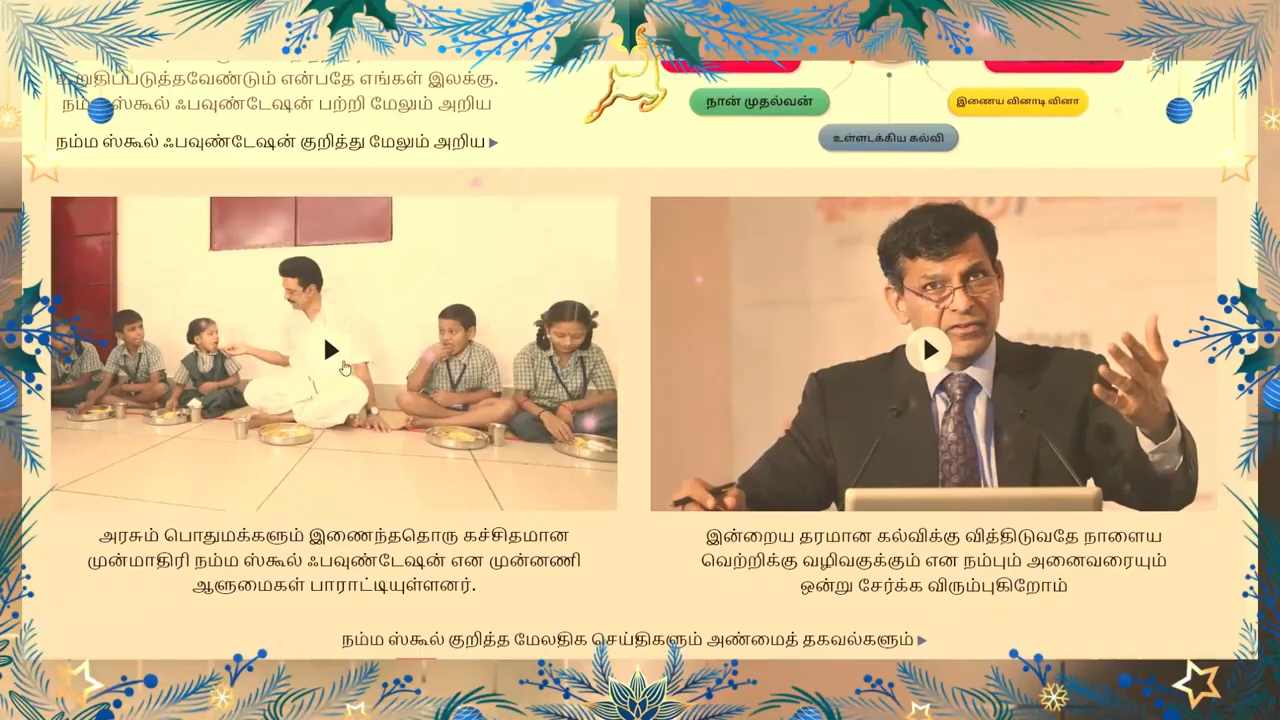 உறுதிப்படுத்தவேண்டும் என்பதே எங்கள் இலக்கு.
நம்ம ஸ்கூல் ஃபவுண்டேஷன் பற்றி மேலும் அறிய
நம்ம ஸ்கூல் ஃபவுண்டேஷன் குறித்து மேலும் அறிய
நான் முதல்வன்
இணைய வினாடி வினா
உள்ளடக்கிய கல்வி
அரசும் பொதுமக்களும் இணைந்ததொரு கச்சிதமான
முன்மாதிரி நம்ம ஸ்கூல் ஃபவுண்டேஷன் என முன்னணி
ஆளுமைகள் பாராட்டியுள்ளனர்.
இன்றைய தரமான கல்விக்கு வித்திடுவதே நாளைய
வெற்றிக்கு வழிவகுக்கும் என நம்பும் அனைவரையும்
ஒன்று சேர்க்க விரும்புகிறோம்
நம்ம ஸ்கூல் குறித்த மேலதிக செய்திகளும் அண்மைத் தகவல்களும்